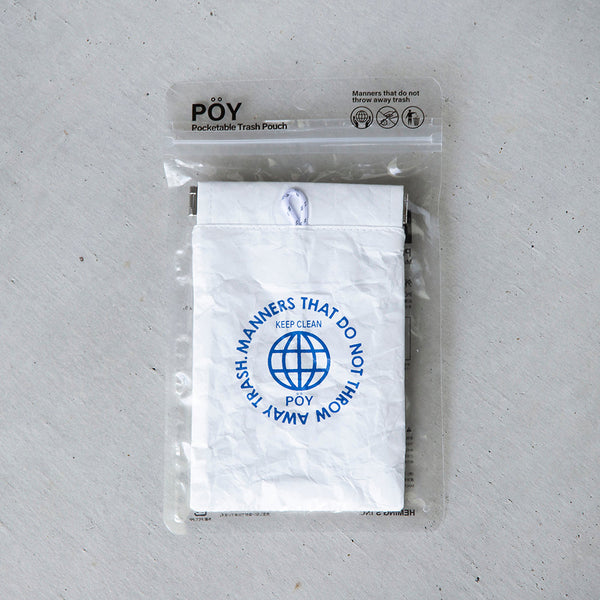 PÖY
Pocketable Trash Pouch
Manners that do not
throw away trash
MANNERS THAT DO NOT THROW AWAY TRASH.
KEEP CLEAN
PÖY